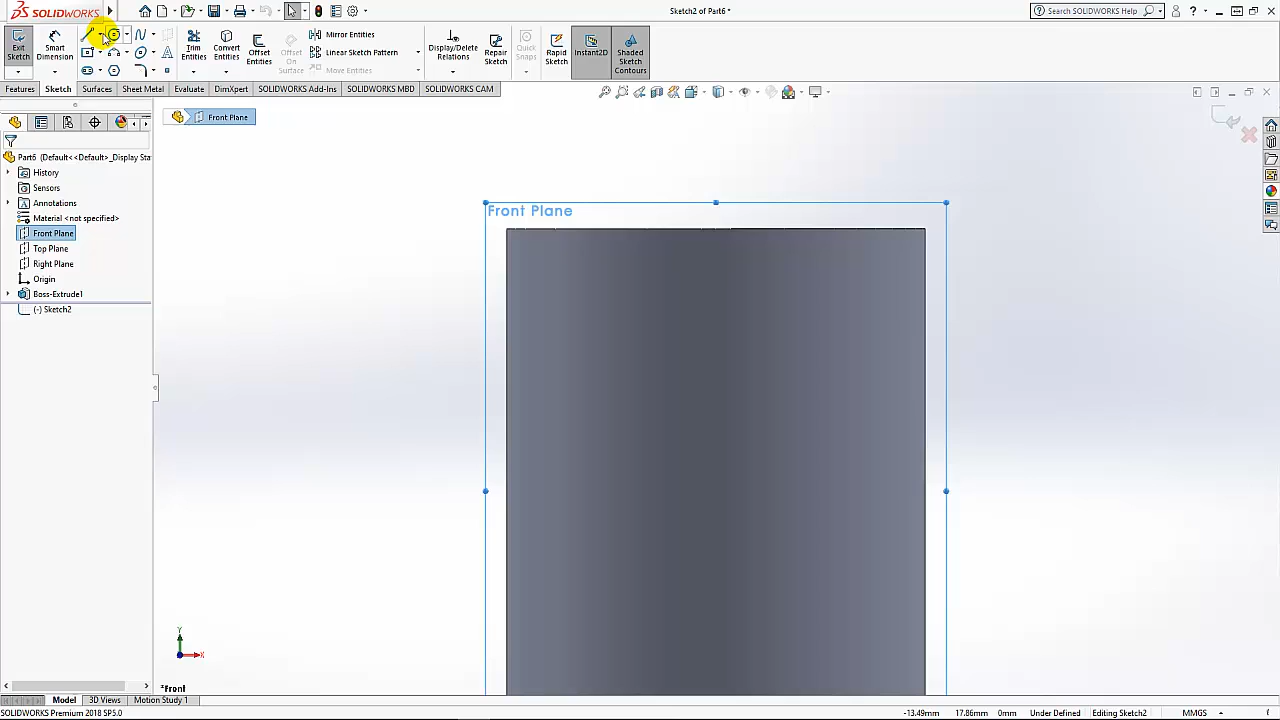 SOLIDWORKS
Sketch2 of Part6 *
Search SOLIDWORKS Help
Exit Sketch
Smart Dimension
Trim Entities
Convert Entities
Offset Entities
Offset On Surface
Mirror Entities
Linear Sketch Pattern
Move Entities
Display/Delete Relations
Repair Sketch
Quick Snaps
Rapid Sketch
Instant2D
Shaded Sketch Contours
Features
Sketch
Surfaces
Sheet Metal
Evaluate
DimXpert
SOLIDWORKS Add-Ins
SOLIDWORKS MBD
SOLIDWORKS CAM
Front Plane
Part6 (Default<<Default>_Display Sta
History
Sensors
Annotations
Material <not specified>
Front Plane
Top Plane
Right Plane
Origin
Boss-Extrude1
(-) Sketch2
Front Plane
Y
X
*Front
Model
3D Views
Motion Study 1
SOLIDWORKS Premium 2018 SP5.0
-13.49mm
17.86mm
0mm
Under Defined
Editing Sketch2
MMGS